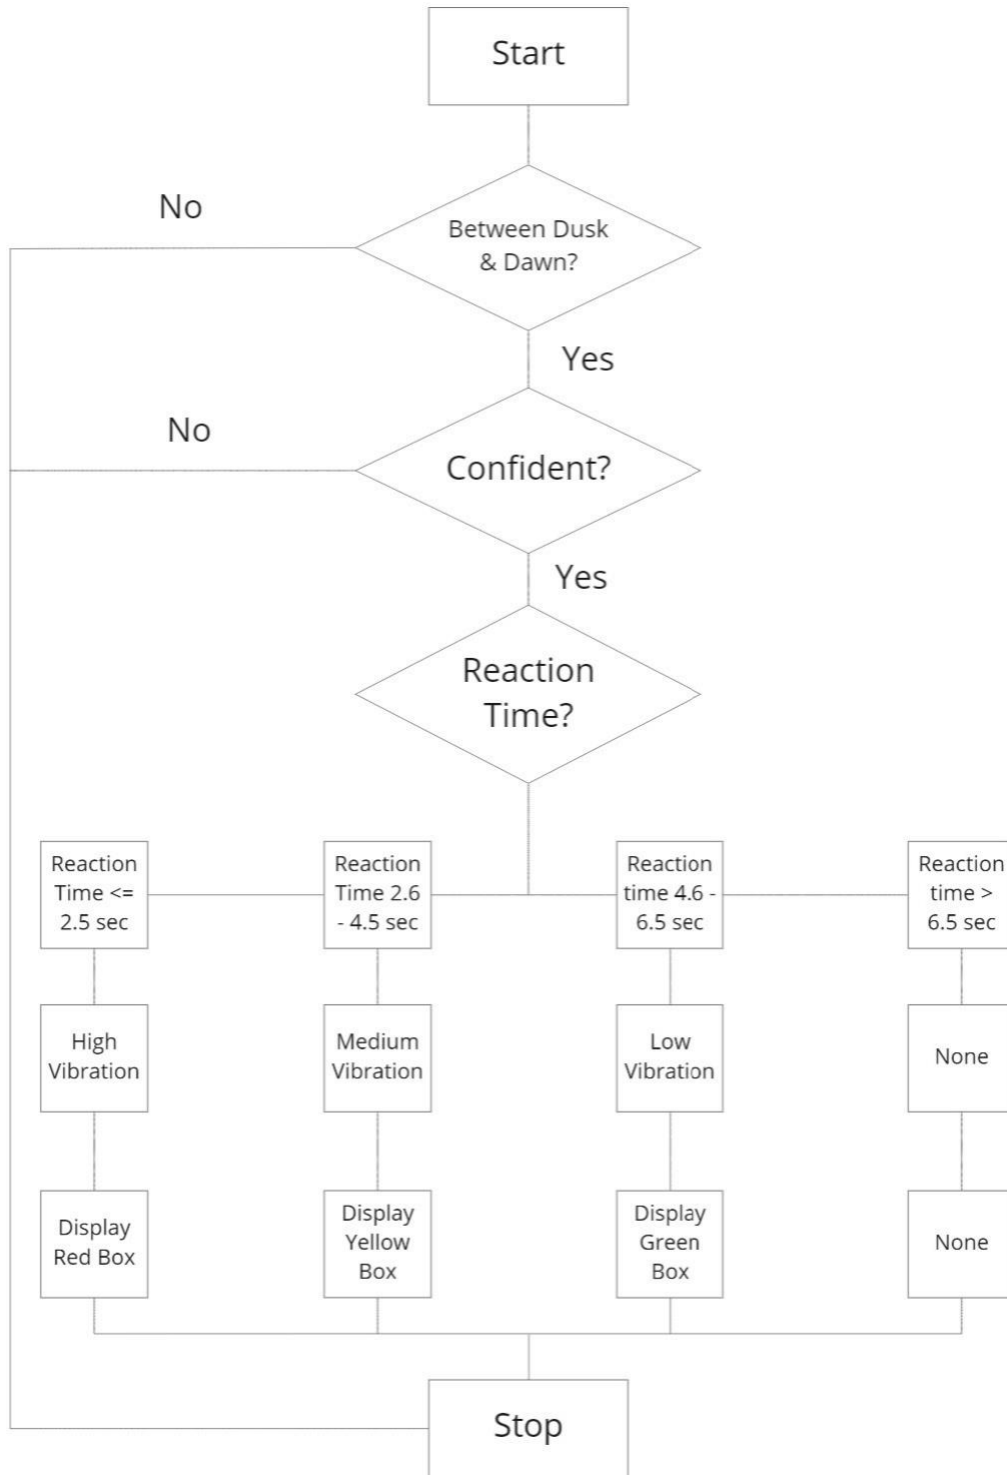 Start
No
Between Dusk
& Dawn?
Yes
No
Confident?
Yes
Reaction
Time?
Reaction
Time <=
2.5 sec
Reaction
Time 2.6
- 4.5 sec
Reaction
time 4.6 -
6.5 sec
Reaction
time >
6.5 sec
High
Vibration
Medium
Vibration
Low
Vibration
None
Display
Red Box
Display
Yellow
Box
Display
Green
Box
None
Stop